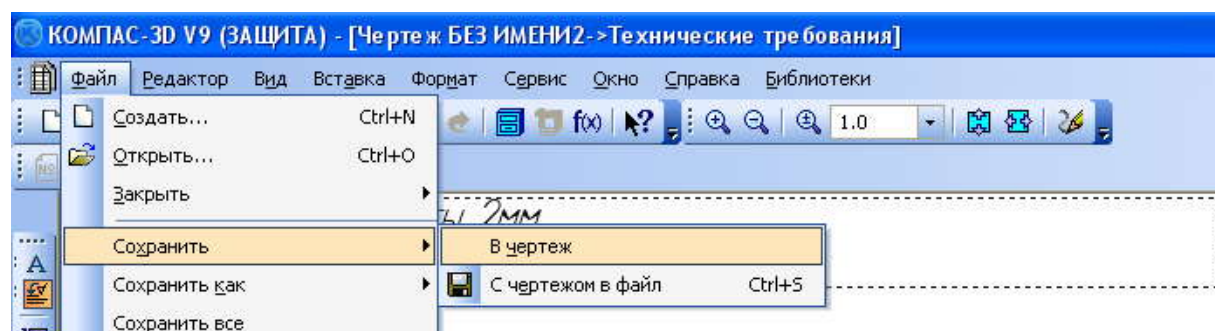 КОМПАС-3D V9 (ЗАЩИТА) - [Чертеж БЕЗ ИМЕНИ2->Технические требования]
Файл Редактор Вид Вставка Формат Сервис Окно Справка Библиотеки
Создать... Ctrl+N f(x) ? 1.0
Открыть... Ctrl+O
Закрыть
2мм
Сохранить В чертеж
A
Сохранить как С чертежом в файл Ctrl+S
Сохранить все